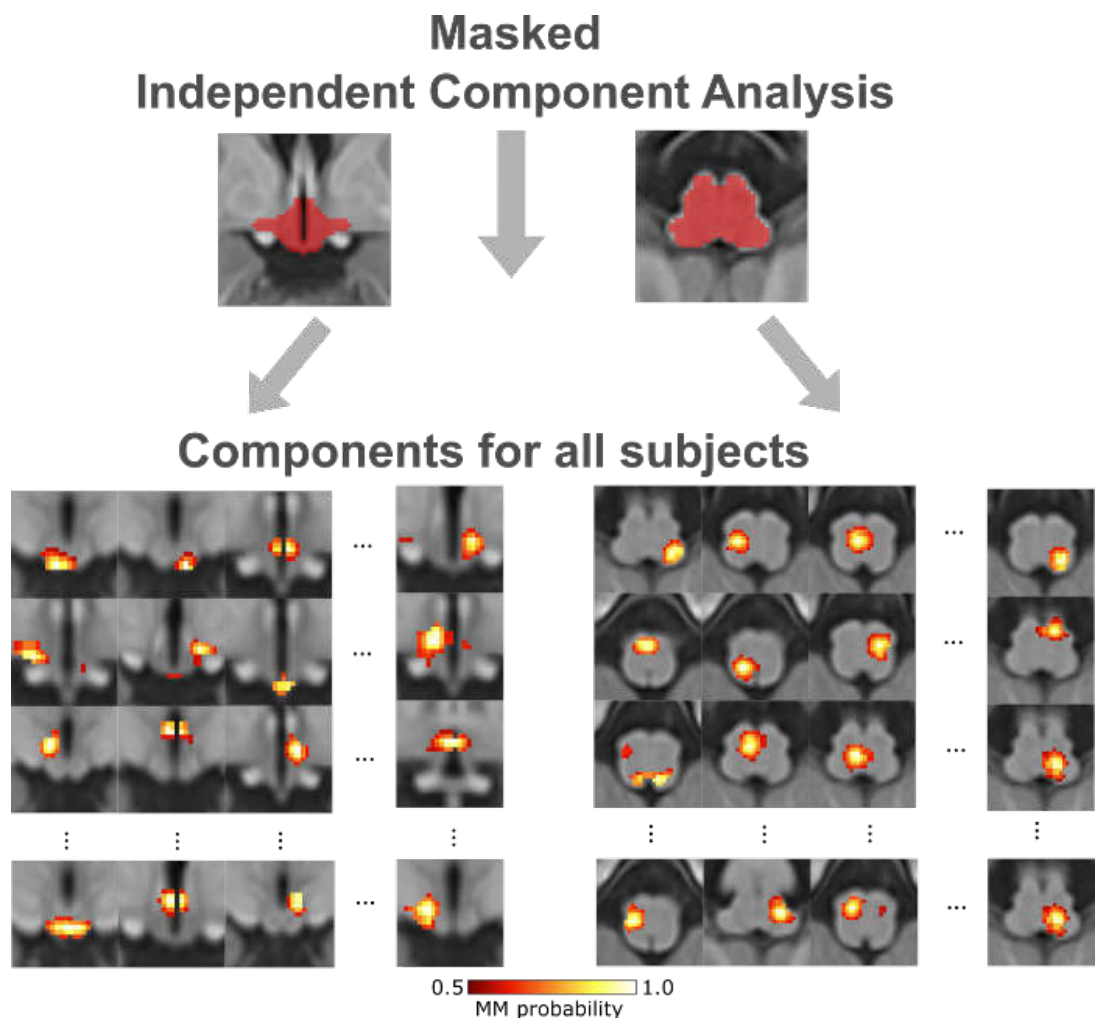 Masked
Independent Component Analysis
Components for all subjects
...
...
...
...
...
...
...
...
0.5 1.0
MM probability